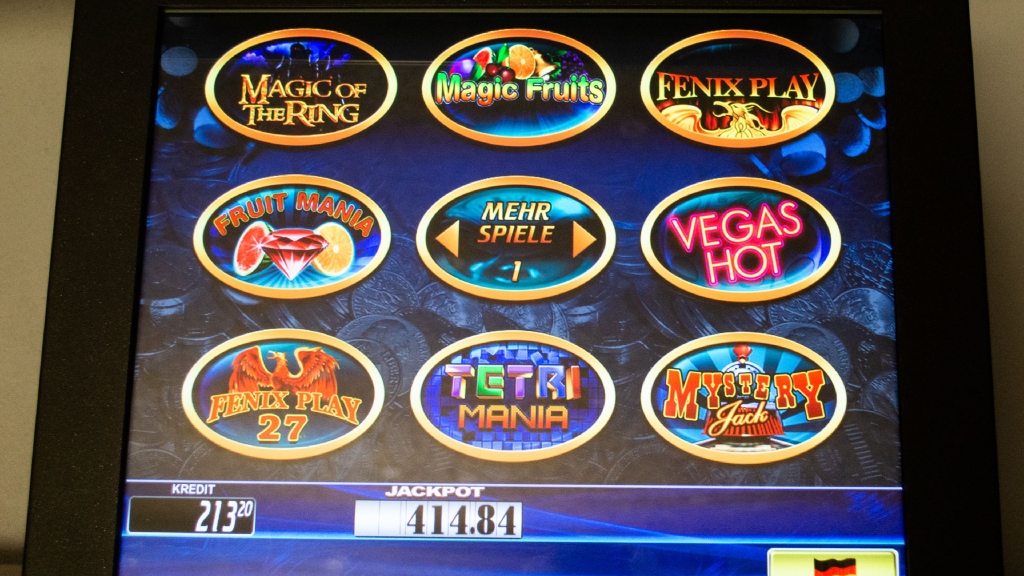 MAGIC OF
THE RING
Magic Fruits
FENIX PLAY
FRUIT MANIA
MEHR
SPIELE
1
VEGAS
HOT
FENIX PLAY
27
TETRI
MANIA
MYSTERY
Jack
KREDIT
213 20
JACKPOT
414.84